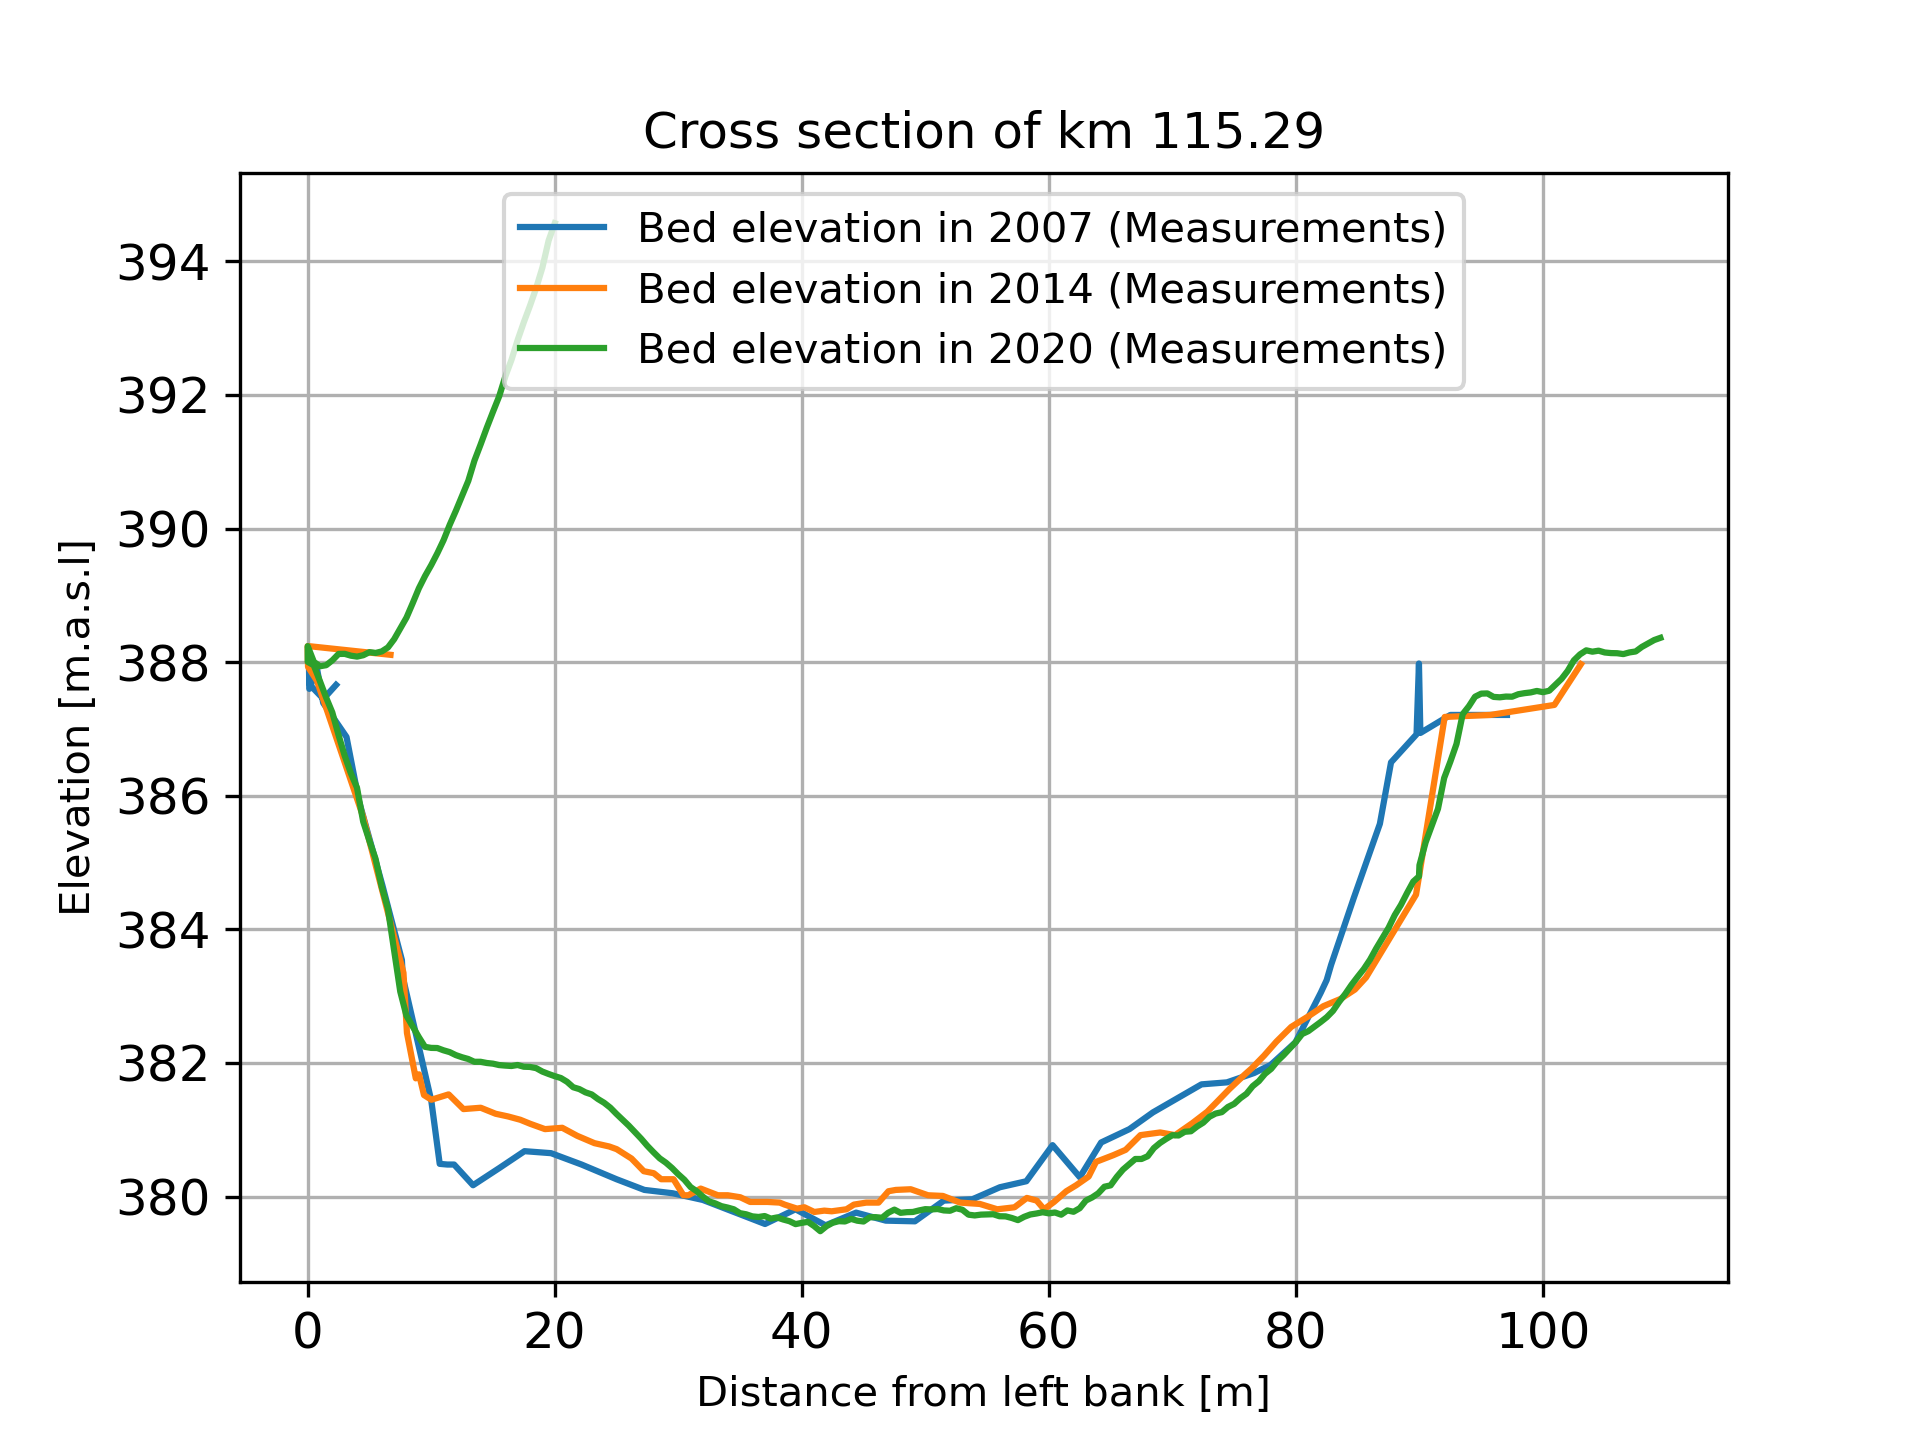 Cross section of km 115.29
Bed elevation in 2007 (Measurements)
Bed elevation in 2014 (Measurements)
Bed elevation in 2020 (Measurements)
Elevation [m.a.s.l]
394
392
390
388
386
384
382
380
0 20 40 60 80 100
Distance from left bank [m]